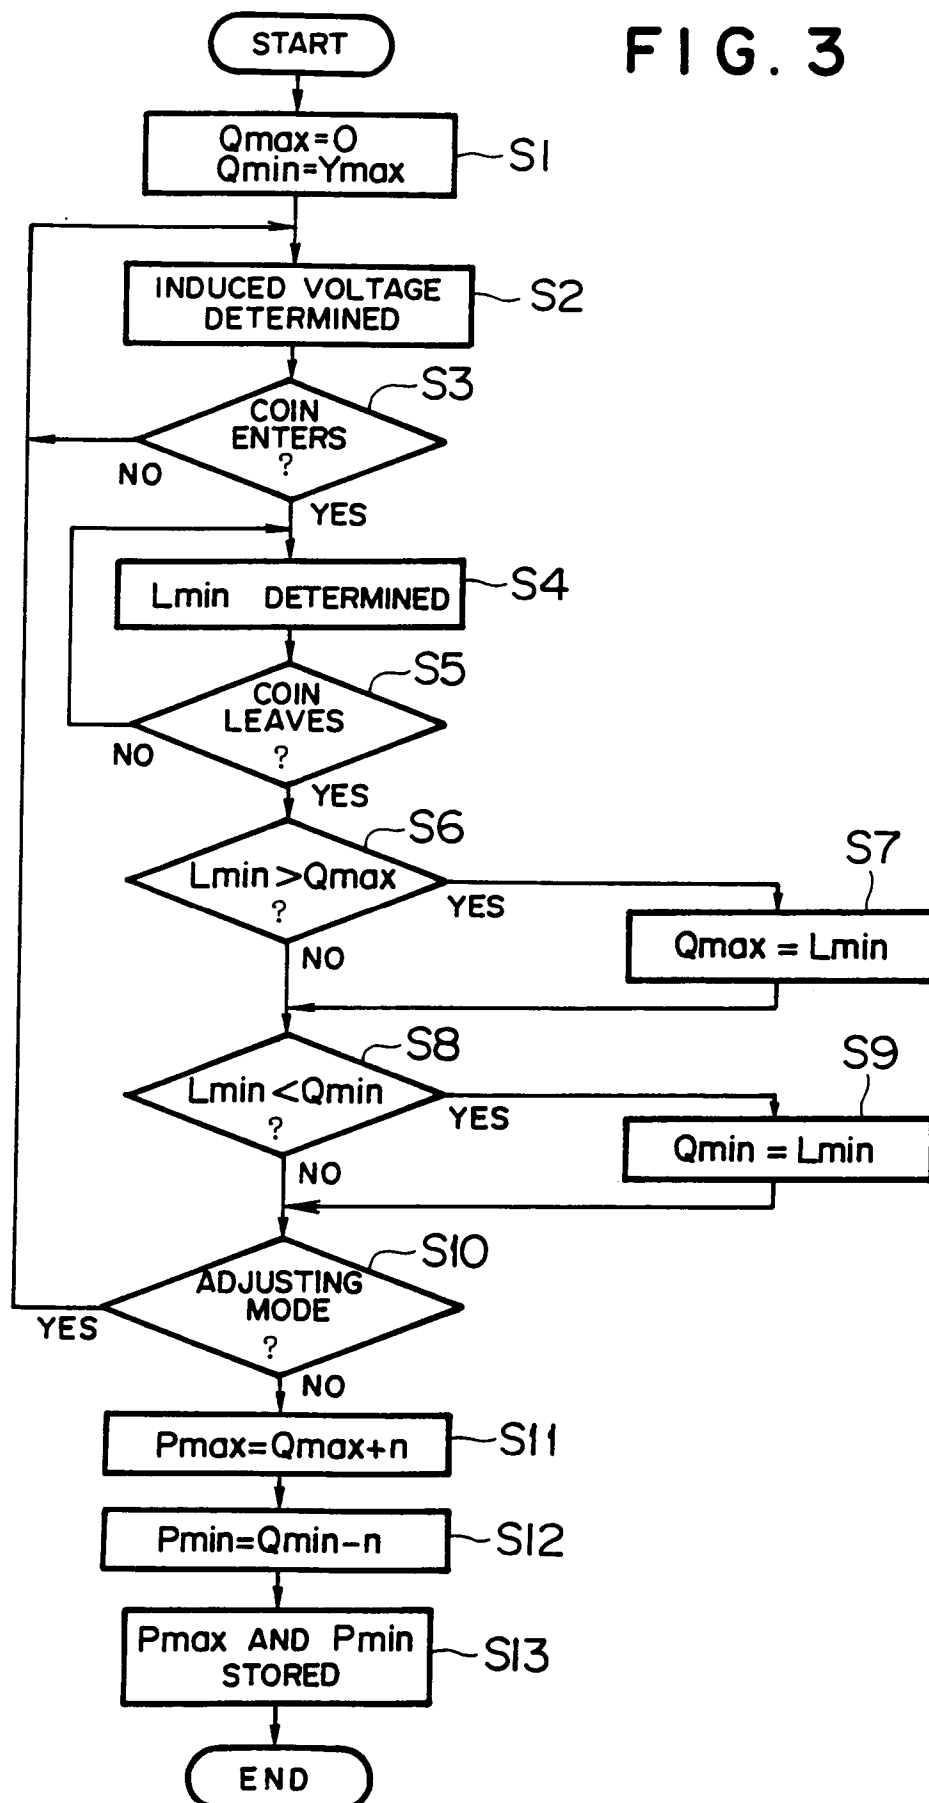 FIG. 3
START
Qmax=0
Qmin=Ymax
S1
INDUCED VOLTAGE
DETERMINED
S2
S3
COIN
ENTERS
?
NO
YES
Lmin DETERMINED
S4
S5
COIN
LEAVES
?
NO
YES
S6
Lmin>Qmax
?
YES
NO
S7
Qmax=Lmin
S8
Lmin<Qmin
?
YES
NO
S9
Qmin=Lmin
S10
ADJUSTING
MODE
?
YES
NO
Pmax=Qmax+n
S11
Pmin=Qmin-n
S12
Pmax AND Pmin
STORED
S13
END